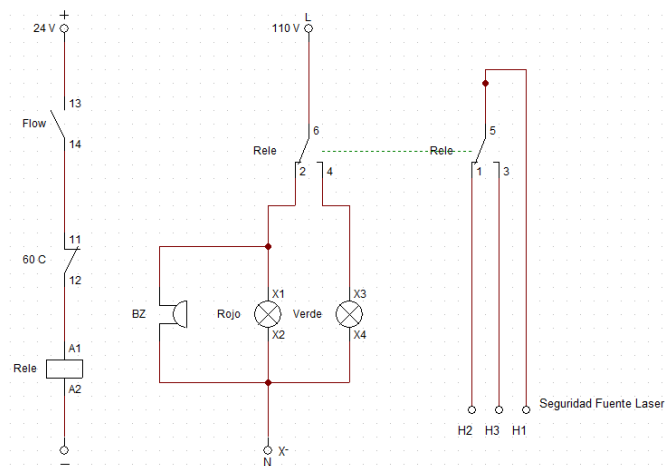 +
24 V
L
110 V
13
Flow
14
6
Rele
2
4
5
Rele
1
3
11
60 C
12
BZ
Rojo
X1
X2
Verde
X3
X4
A1
Rele
A2
Seguridad Fuente Laser
H2
H3
H1
−
X-
N